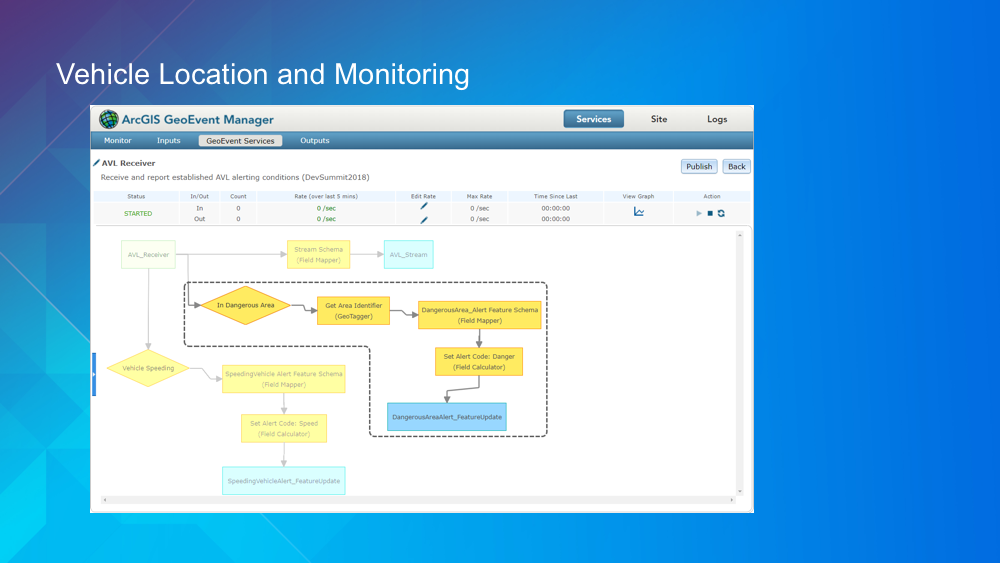 Vehicle Location and Monitoring
ArcGIS GeoEvent Manager
Services Site Logs
Monitor Inputs GeoEvent Services Outputs
AVL Receiver
Publish Back
Receive and report established AVL alerting conditions (DevSummit2018)
Status In/Out Count Rate (over last 5 mins) Edit Rate Max Rate Time Since Last View Graph Action
STARTED
In 0 0 /sec 0 /sec 00:00:00
Out 0 0 /sec 0 /sec 00:00:00
AVL_Receiver
Stream Schema
(Field Mapper)
AVL_Stream
In Dangerous Area
Get Area Identifier
(GeoTagger)
DangerousArea_Alert Feature Schema
(Field Mapper)
Set Alert Code: Danger
(Field Calculator)
DangerousAreaAlert_FeatureUpdate
Vehicle Speeding
SpeedingVehicle Alert Feature Schema
(Field Mapper)
Set Alert Code: Speed
(Field Calculator)
SpeedingVehicleAlert_FeatureUpdate